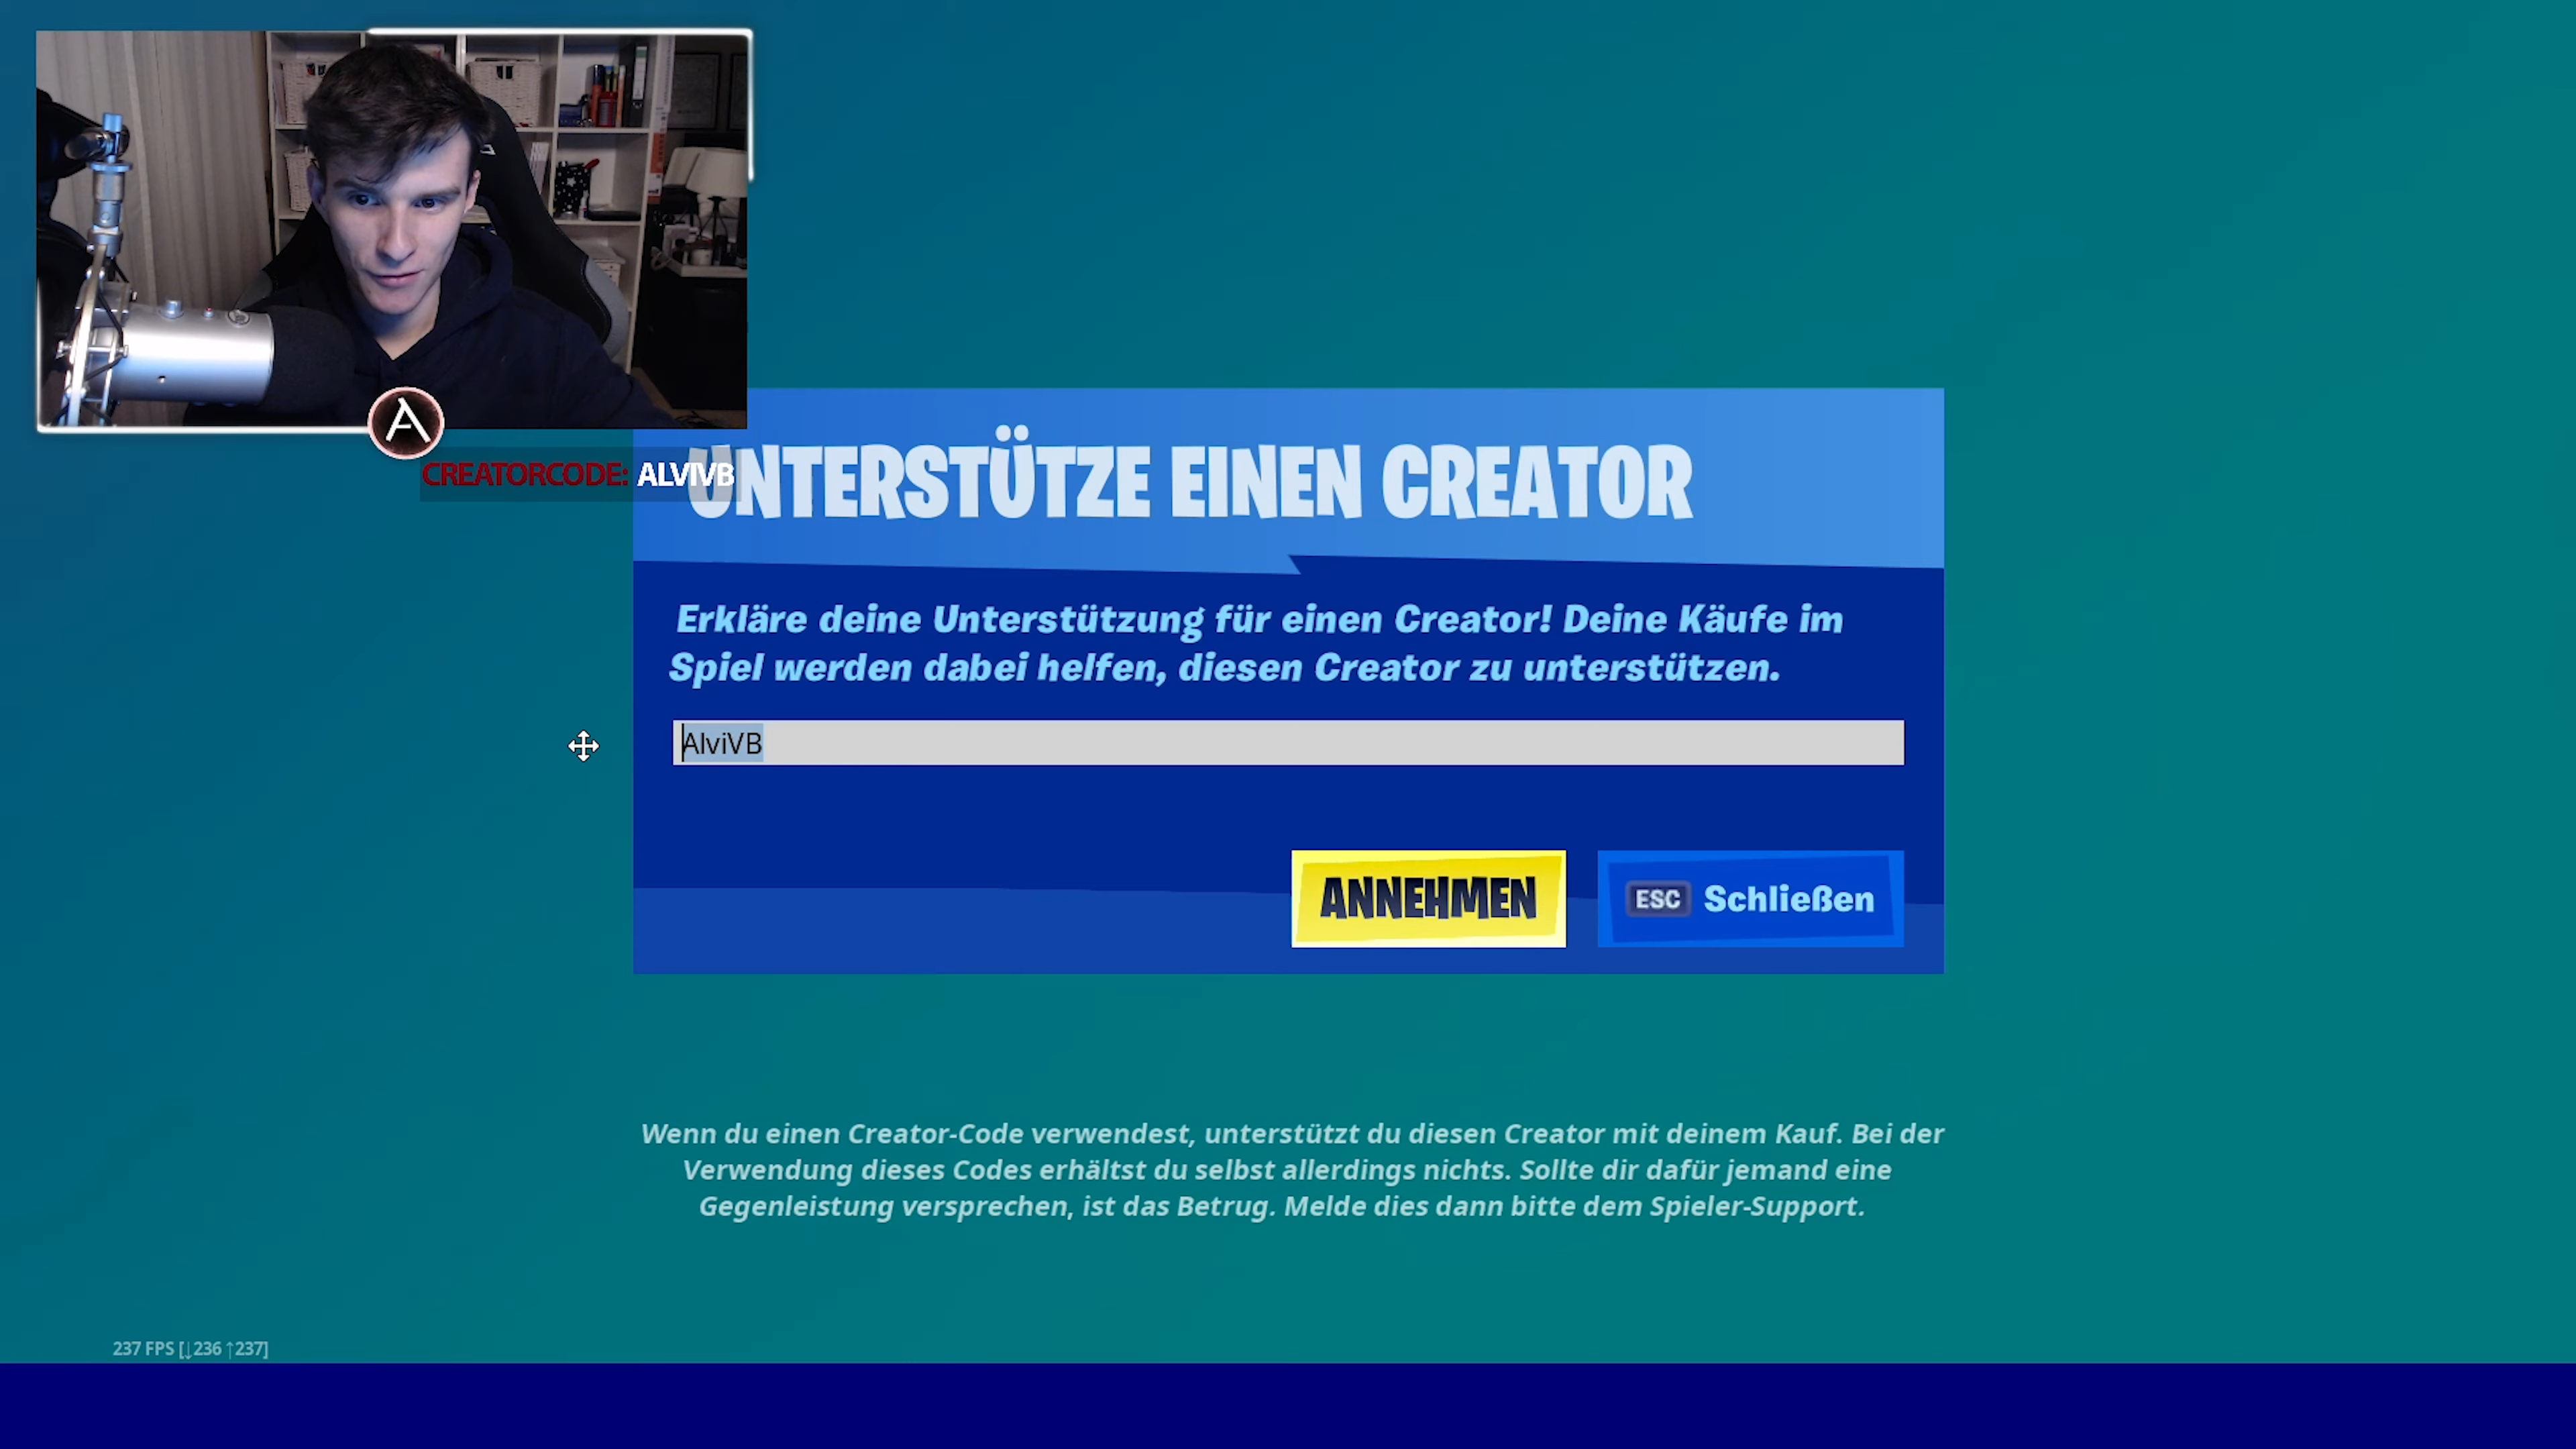 CREATORCODE: ALVIVB
UNTERSTÜTZE EINEN CREATOR
Erkläre deine Unterstützung für einen Creator! Deine Käufe im
Spiel werden dabei helfen, diesen Creator zu unterstützen.
AlviVB
ANNEHMEN
ESC Schließen
Wenn du einen Creator-Code verwendest, unterstützt du diesen Creator mit deinem Kauf. Bei der
Verwendung dieses Codes erhältst du selbst allerdings nichts. Sollte dir dafür jemand eine
Gegenleistung versprechen, ist das Betrug. Melde dies dann bitte dem Spieler-Support.
237 FPS [↓236 ↑237]